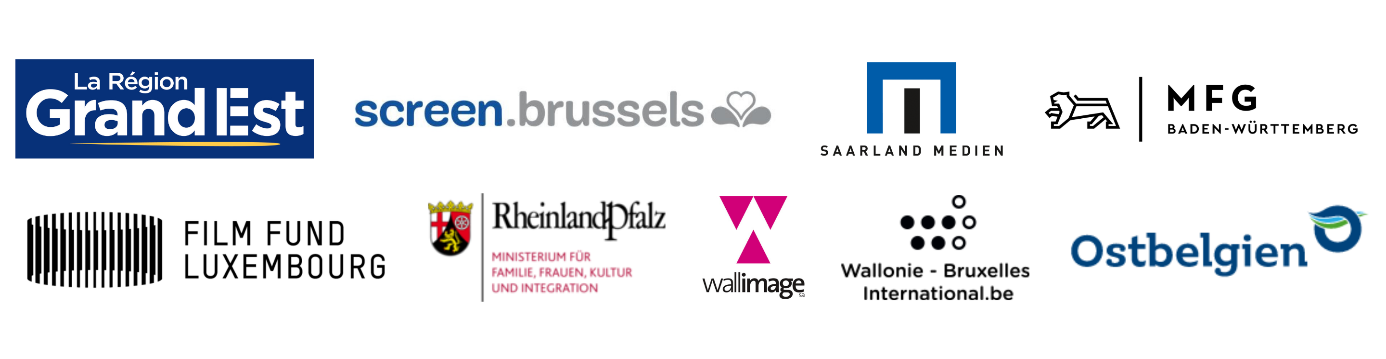 La Région
Grand Est
screen.brussels
SAARLAND MEDIEN
MFG
BADEN-WÜRTTEMBERG
FILM FUND
LUXEMBOURG
RheinlandPfalz
MINISTERIUM FÜR
FAMILIE, FRAUEN, KULTUR
UND INTEGRATION
wallimage
Wallonie - Bruxelles
International.be
Ostbelgien